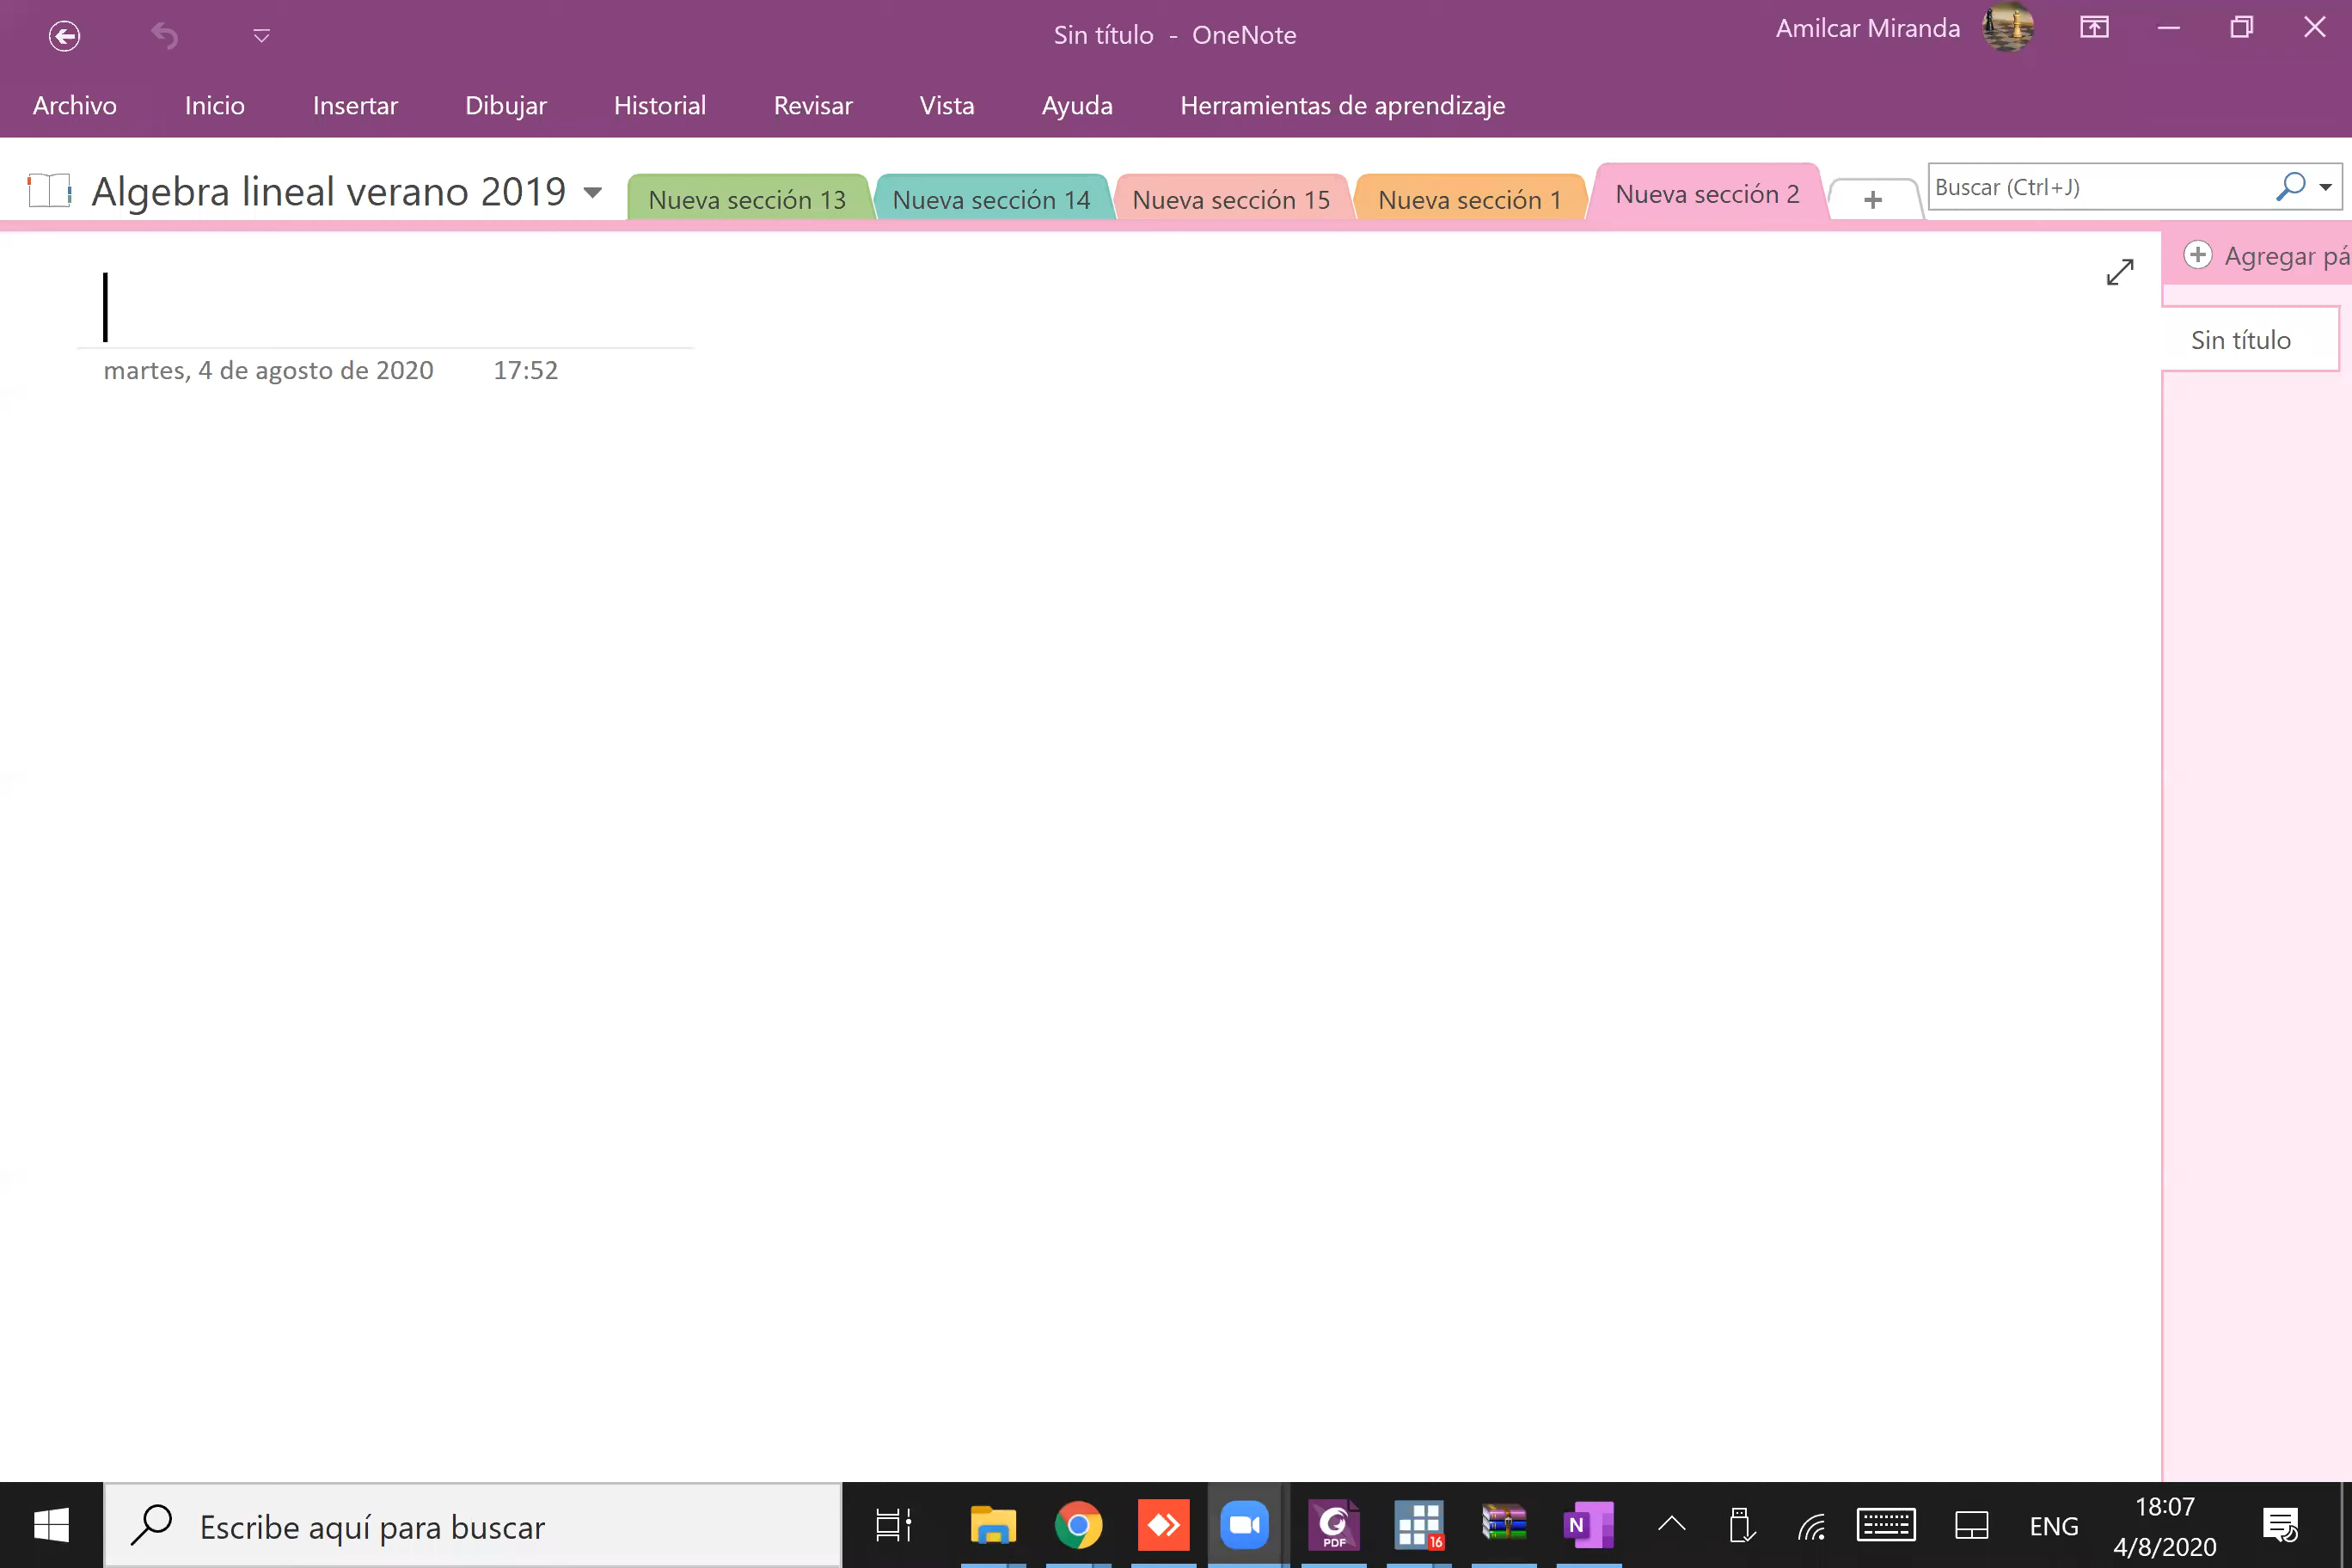 Sin título - OneNote
Amilcar Miranda
Archivo Inicio Insertar Dibujar Historial Revisar Vista Ayuda Herramientas de aprendizaje
Algebra lineal verano 2019
Nueva sección 13 Nueva sección 14 Nueva sección 15 Nueva sección 1 Nueva sección 2
Buscar (Ctrl+J)
Agregar pá
Sin título
martes, 4 de agosto de 2020 17:52
Escribe aquí para buscar
PDF
16
N
ENG
18:07
4/8/2020